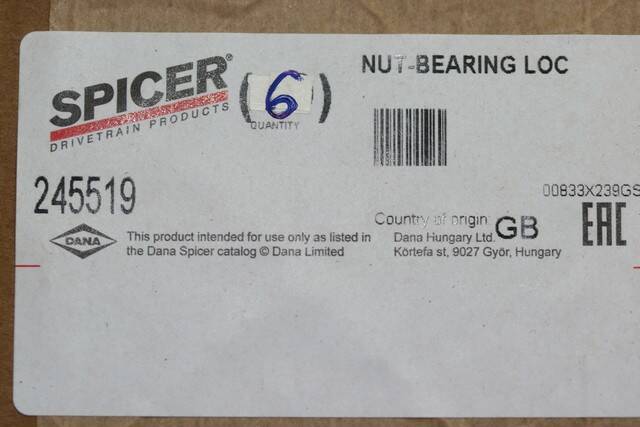 SPICER®
DRIVETRAIN PRODUCTS
(6)
QUANTITY
NUT-BEARING LOC
245519
00833X239GS
DANA
This product intended for use only as listed in
the Dana Spicer catalog © Dana Limited
Country of origin GB
Dana Hungary Ltd.
Körtefa st, 9027 Györ, Hungary
EAC